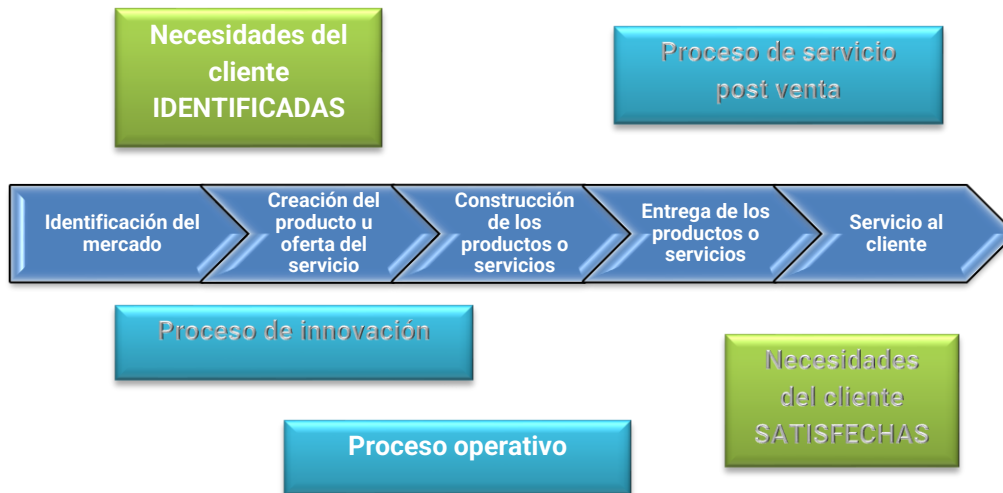 Necesidades del
cliente
IDENTIFICADAS
Proceso de servicio
post venta
Identificación del
mercado
Creación del
producto u
oferta del
servicio
Construcción
de los
productos o
servicios
Entrega de los
productos o
servicios
Servicio al
cliente
Proceso de innovación
Necesidades
del cliente
SATISFECHAS
Proceso operativo